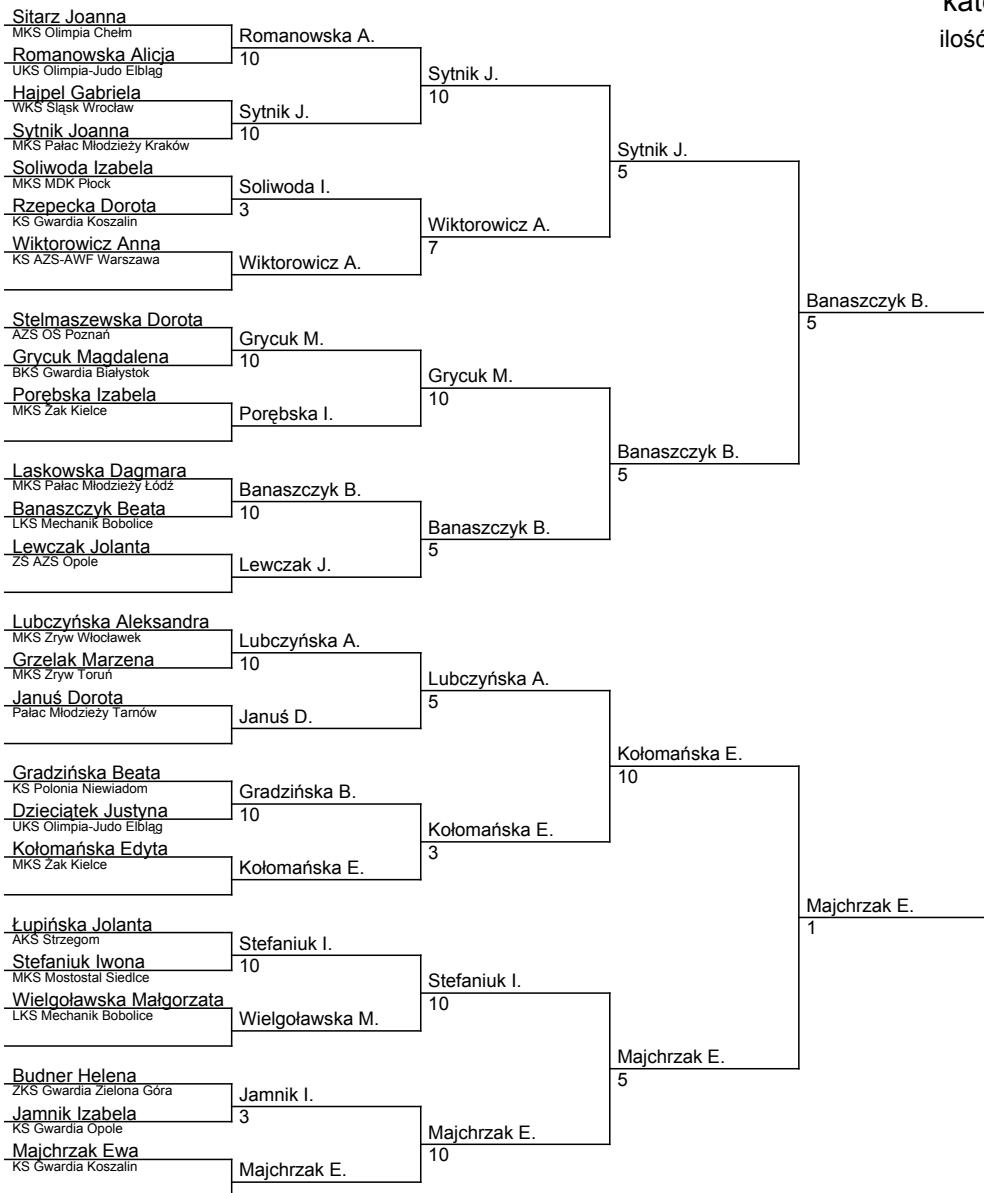 kat
ilość
Sitarz Joanna
MKS Olimpia Chełm
Romanowska Alicja
UKS Olimpia-Judo Elbląg
Hajpel Gabriela
WKS Śląsk Wrocław
Sytnik Joanna
MKS Pałac Młodzieży Kraków
Soliwoda Izabela
MKS MDK Płock
Rzepecka Dorota
KS Gwardia Koszalin
Wiktorowicz Anna
KS AZS-AWF Warszawa
Stelmaszewska Dorota
AZS OŚ Poznań
Grycuk Magdalena
BKS Gwardia Białystok
Porębska Izabela
MKS Żak Kielce
Laskowska Dagmara
MKS Pałac Młodzieży Łódź
Banaszczyk Beata
LKS Mechanik Bobolice
Lewczak Jolanta
ZŚ AZS Opole
Lubczyńska Aleksandra
MKS Zryw Włocławek
Grzelak Marzena
MKS Zryw Toruń
Januś Dorota
Pałac Młodzieży Tarnów
Gradzińska Beata
KS Polonia Niewiadom
Dzieciątek Justyna
UKS Olimpia-Judo Elbląg
Kołomańska Edyta
MKS Żak Kielce
Łupińska Jolanta
AKS Strzegom
Stefaniuk Iwona
MKS Mostostal Siedlce
Wielgoławska Małgorzata
LKS Mechanik Bobolice
Budner Helena
ZKS Gwardia Zielona Góra
Jamnik Izabela
KS Gwardia Opole
Majchrzak Ewa
KS Gwardia Koszalin
Romanowska A.
10
Sytnik J.
10
Soliwoda I.
3
Wiktorowicz A.
Grycuk M.
10
Porębska I.
Banaszczyk B.
10
Lewczak J.
Lubczyńska A.
10
Januś D.
Gradzińska B.
10
Kołomańska E.
Stefaniuk I.
10
Wielgoławska M.
Jamnik I.
3
Majchrzak E.
Sytnik J.
10
Wiktorowicz A.
7
Grycuk M.
10
Banaszczyk B.
5
Lubczyńska A.
5
Kołomańska E.
3
Stefaniuk I.
10
Majchrzak E.
10
Sytnik J.
5
Banaszczyk B.
5
Kołomańska E.
10
Majchrzak E.
5
Banaszczyk B.
5
Majchrzak E.
1